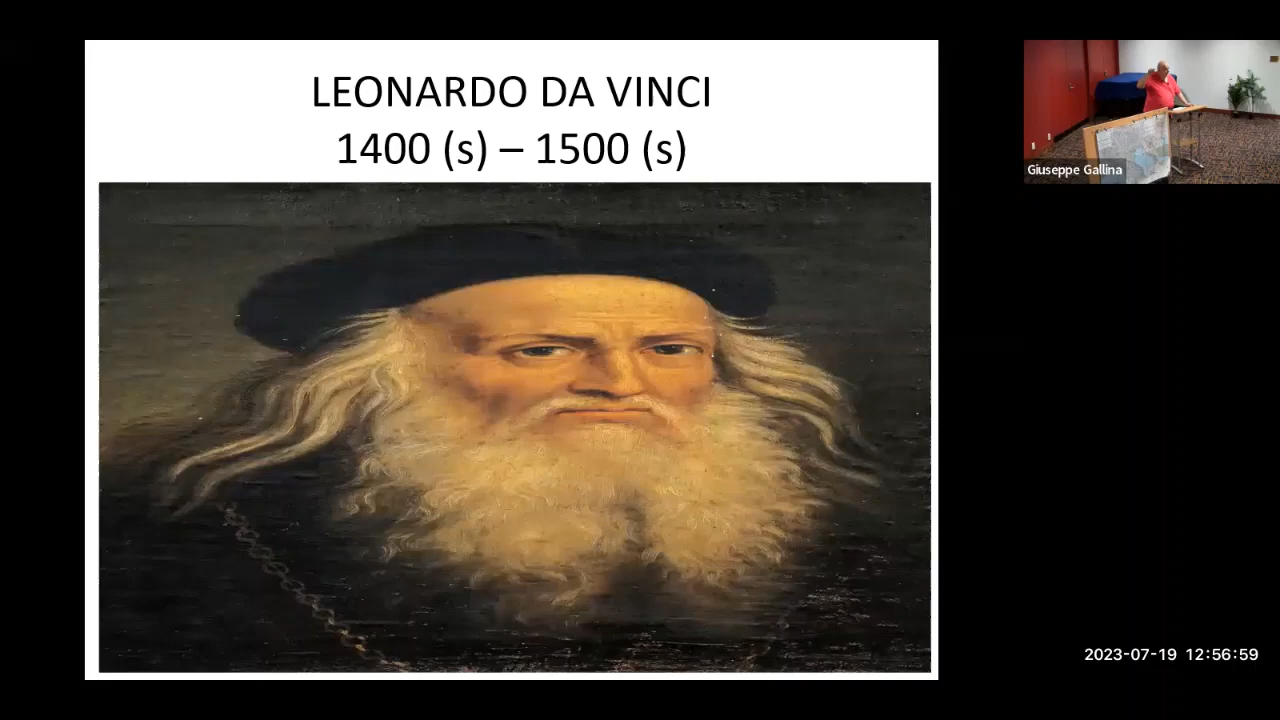 LEONARDO DA VINCI
1400 (s) – 1500 (s)
Giuseppe Gallina
2023-07-19 12:56:59